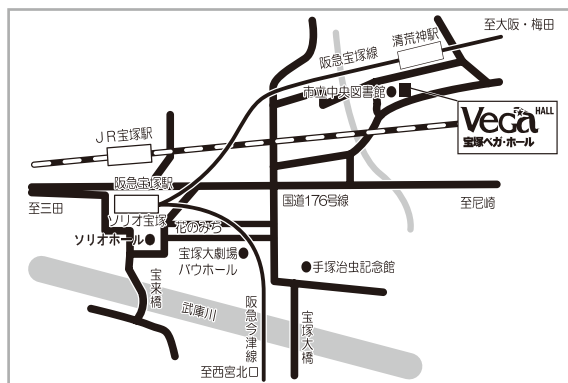 至大阪・梅田
清荒神駅
阪急宝塚線
市立中央図書館
Vega HALL
宝塚ベガ・ホール
JR宝塚駅
阪急宝塚駅
至三田
国道176号線
至尼崎
ソリオ宝塚
花のみち
ソリオホール
宝塚大劇場
バウホール
手塚治虫記念館
宝来橋
武庫川
阪急今津線
宝塚大橋
至西宮北口